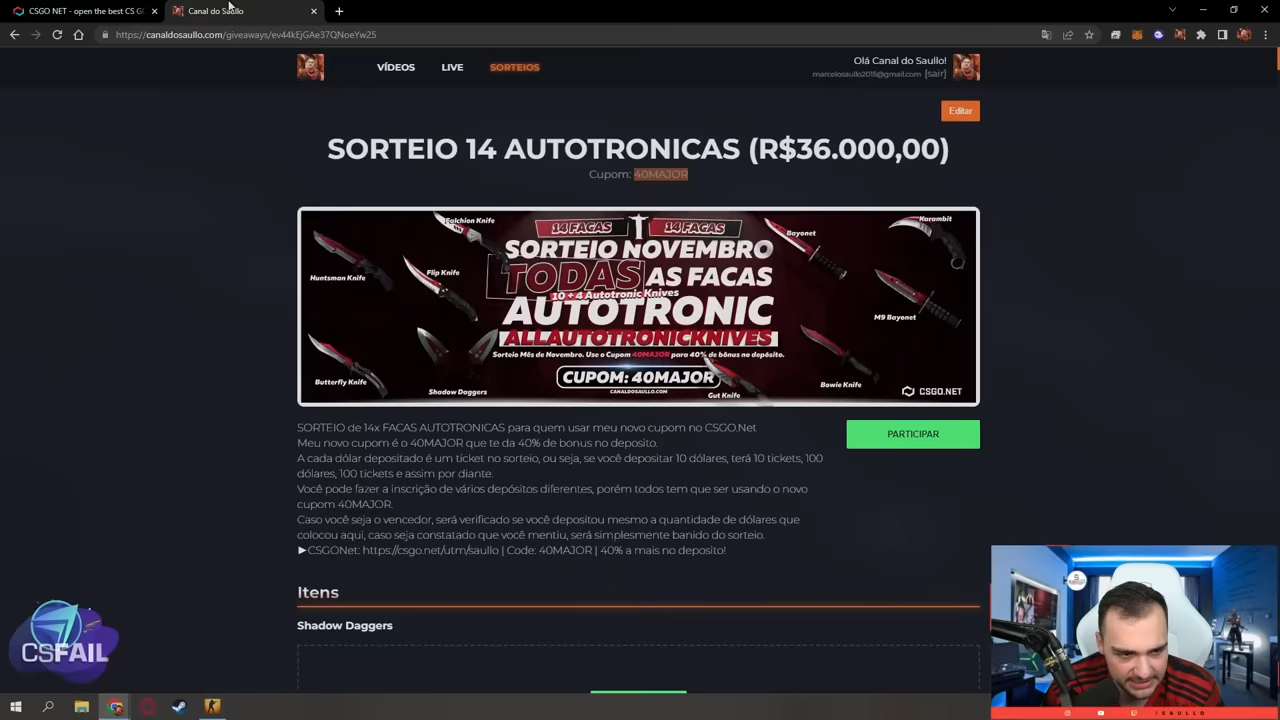 CSGO NET - open the best CS G
Canal do Saullo
https://canaldosaullo.com/giveaways/ev44kEjGAe37QNoeYw25
VÍDEOS
LIVE
SORTEIOS
Olá Canal do Saullo!
marcelosaullo2015@gmail.com [sair]
Editar
SORTEIO 14 AUTOTRONICAS (R$36.000,00)
Cupom: 40MAJOR
Falchion Knife
14 FACAS
14 FACAS
Karambit
Bayonet
SORTEIO NOVEMBRO
Huntsman Knife
Flip Knife
TODAS AS FACAS
10 + 4 Autotronic Knives
AUTOTRONIC
M9 Bayonet
ALLAUTOTRONICKNIVES
Sorteio Mês de Novembro. Use o Cupom 40MAJOR para 40% de bônus no depósito.
CUPOM: 40MAJOR
Butterfly Knife
Shadow Daggers
CANALDOSAULLO.COM
Gut Knife
Bowie Knife
CSGO.NET
SORTEIO de 14x FACAS AUTOTRONICAS para quem usar meu novo cupom no CSGO.Net
PARTICIPAR
Meu novo cupom é o 40MAJOR que te da 40% de bonus no deposito.
A cada dólar depositado é um ticket no sorteio, ou seja, se você depositar 10 dólares, terá 10 tickets, 100
dólares, 100 tickets e assim por diante.
Você pode fazer a inscrição de vários depósitos diferentes, porém todos tem que ser usando o novo
cupom 40MAJOR.
Caso você seja o vencedor, será verificado se você depositou mesmo a quantidade de dólares que
colocou aqui, caso seja constatado que você mentiu, será simplesmente banido do sorteio.
►CSGONet: https://csgo.net/utm/saullo | Code: 40MAJOR | 40% a mais no deposito!
Itens
Shadow Daggers
CSFAIL
/SAULLO